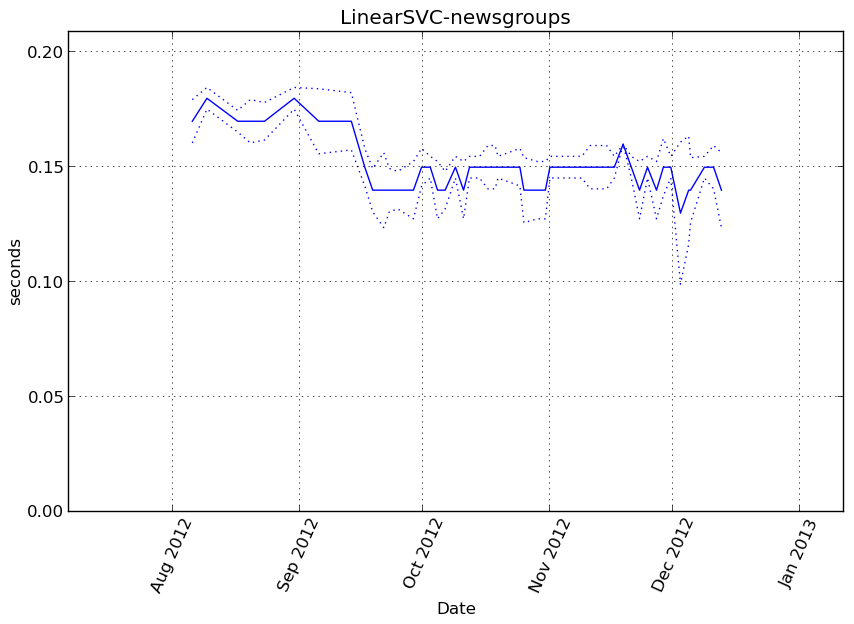 LinearSVC-newsgroups
0.20
0.15
0.10
0.05
0.00
seconds
Aug 2012
Sep 2012
Oct 2012
Nov 2012
Dec 2012
Jan 2013
Date